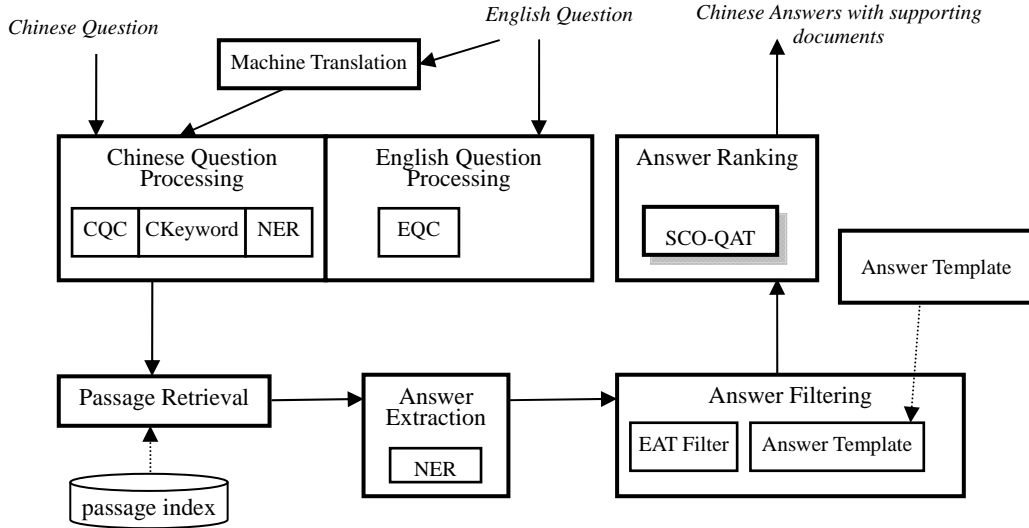 Chinese Question
English Question
Chinese Answers with supporting
documents
Machine Translation
Chinese Question
Processing
CQC
CKeyword
NER
English Question
Processing
EQC
Answer Ranking
SCO-QAT
Answer Template
Passage Retrieval
Answer
Extraction
NER
Answer Filtering
EAT Filter
Answer Template
passage index